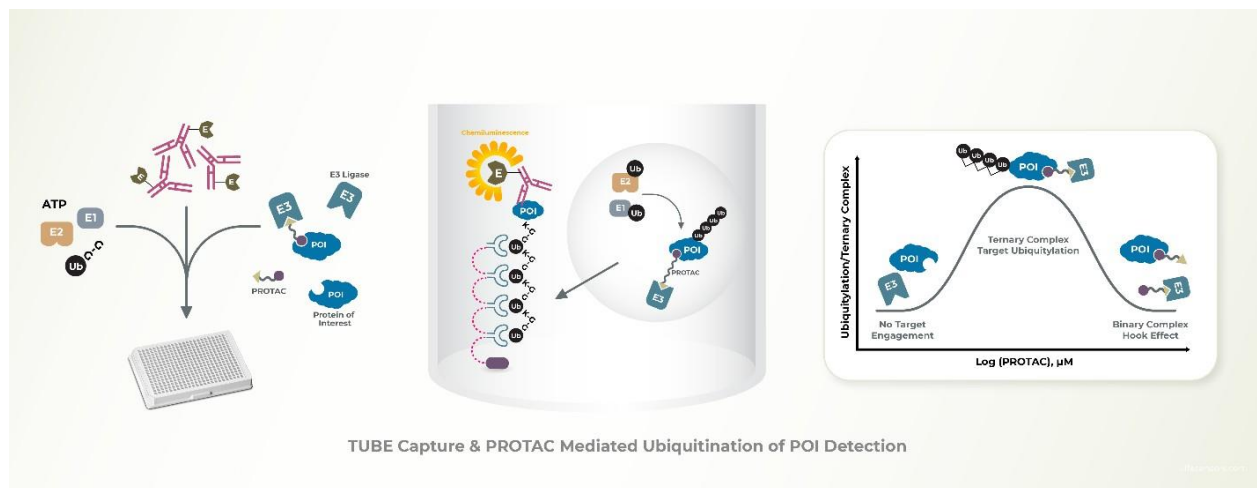 ATP
E1
E2
Ub
G-G
E
E
E
E3 Ligase
E3
E3
POI
PROTAC
POI
Protein of
Interest
Chemiluminescence
E
POI
K-G
G-
Ub
K-G
G-
Ub
K-G
G-
Ub
K-G
G-
Ub
Ub
E2
E1
Ub
Ub
Ub
Ub
Ub
POI
PROTAC
E3
Ubiquitylation/Ternary Complex
Ub
Ub
Ub
Ub
POI
E3
Ternary Complex
Target Ubiquitylation
POI
E3
No Target
Engagement
POI
E3
Binary Complex
Hook Effect
Log (PROTAC), µM
TUBE Capture & PROTAC Mediated Ubiquitination of POI Detection